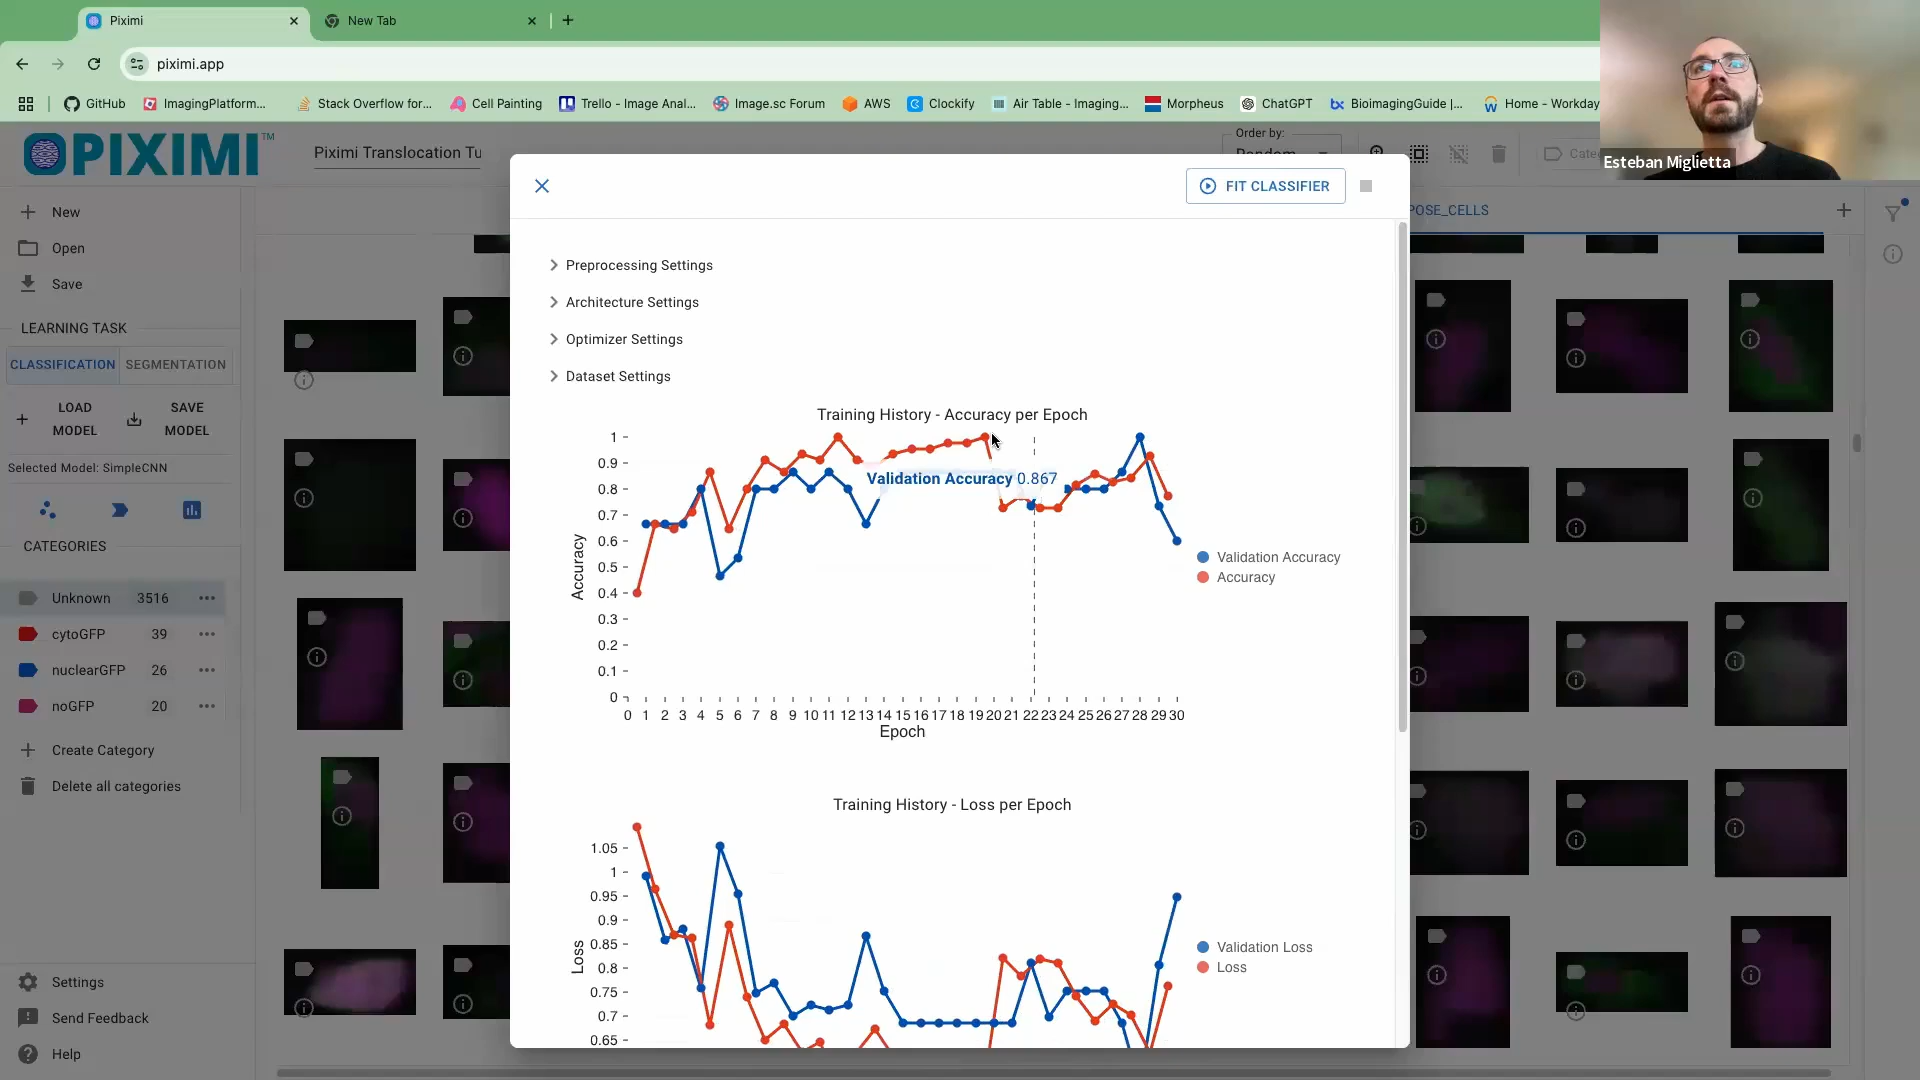 Piximi
New Tab
piximi.app
GitHub
ImagingPlatform...
Stack Overflow for...
Cell Painting
Trello - Image Anal...
Image.sc Forum
AWS
Clockify
Air Table - Imaging...
Morpheus
ChatGPT
BioimagingGuide |...
Home - Workday
Esteban Miglietta
PIXIMI™
Piximi Translocation Tu
Order by:
Random
New
Open
Save
LEARNING TASK
CLASSIFICATION
SEGMENTATION
LOAD MODEL
SAVE MODEL
Selected Model: SimpleCNN
CATEGORIES
Unknown 3516
cytoGFP 39
nuclearGFP 26
noGFP 20
Create Category
Delete all categories
Settings
Send Feedback
Help
FIT CLASSIFIER
POSE_CELLS
Preprocessing Settings
Architecture Settings
Optimizer Settings
Dataset Settings
Training History - Accuracy per Epoch
1
0.9
0.8
0.7
0.6
0.5
0.4
0.3
0.2
0.1
0
Accuracy
Validation Accuracy 0.867
Validation Accuracy
Accuracy
0 1 2 3 4 5 6 7 8 9 10 11 12 13 14 15 16 17 18 19 20 21 22 23 24 25 26 27 28 29 30
Epoch
Training History - Loss per Epoch
1.05
1
0.95
0.9
0.85
0.8
0.75
0.7
0.65
Loss
Validation Loss
Loss